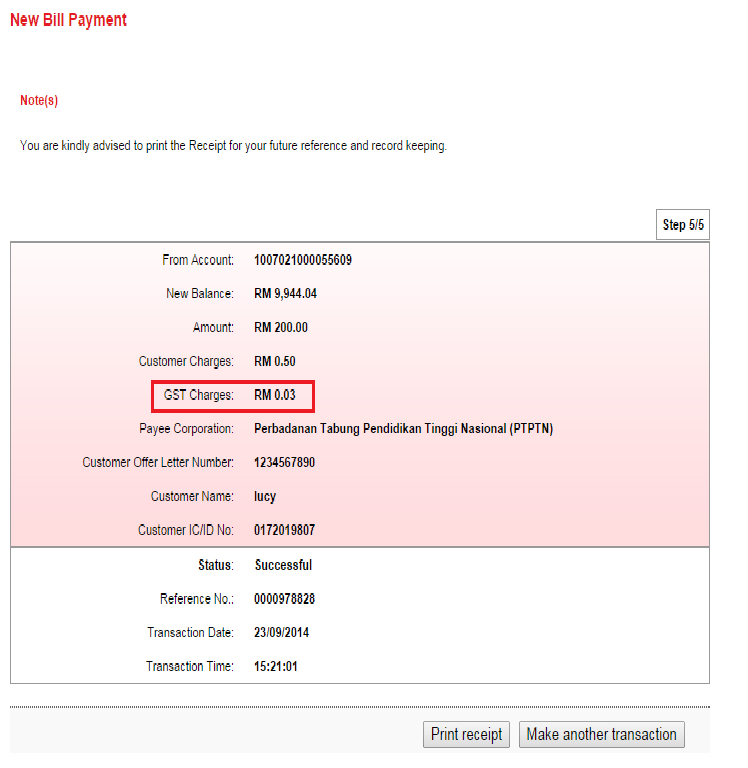 New Bill Payment
Note(s)
You are kindly advised to print the Receipt for your future reference and record keeping.
Step 5/5
From Account: 1007021000055609
New Balance: RM 9,944.04
Amount: RM 200.00
Customer Charges: RM 0.50
GST Charges: RM 0.03
Payee Corporation: Perbadanan Tabung Pendidikan Tinggi Nasional (PTPTN)
Customer Offer Letter Number: 1234567890
Customer Name: lucy
Customer IC/ID No: 0172019807
Status: Successful
Reference No.: 0000978828
Transaction Date: 23/09/2014
Transaction Time: 15:21:01
Print receipt Make another transaction